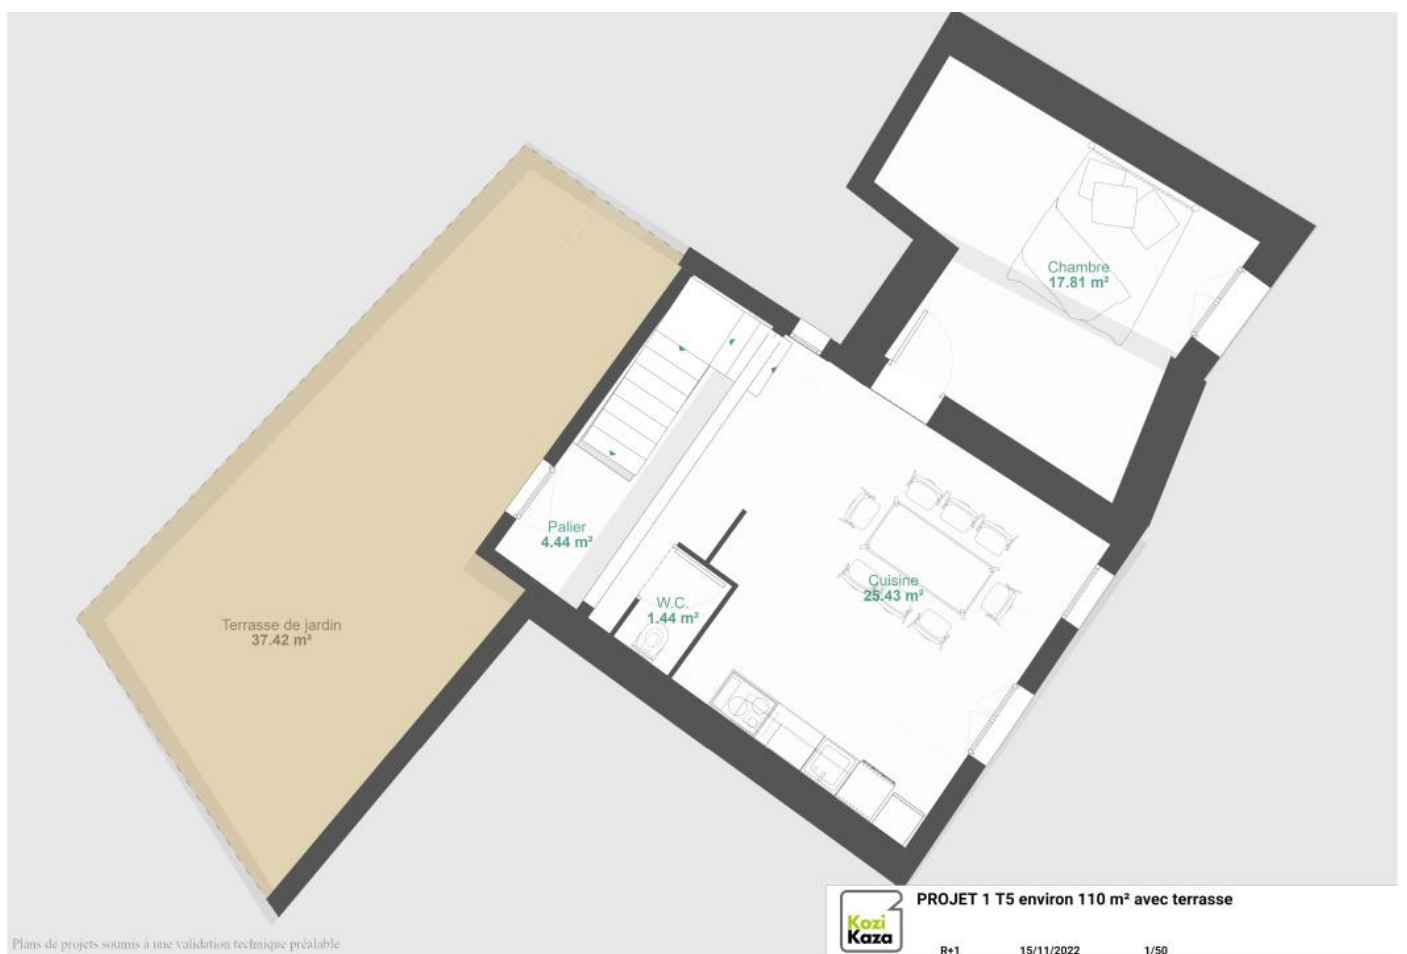 Chambre
17.81 m²
Palier
4.44 m²
Cuisine
25.43 m²
W.C.
1.44 m²
Terrasse de jardin
37.42 m²
PROJET 1 T5 environ 110 m² avec terrasse
Kozi
Kaza
R+1 15/11/2022 1/50
Plans de projets soumis à une validation technique préalable